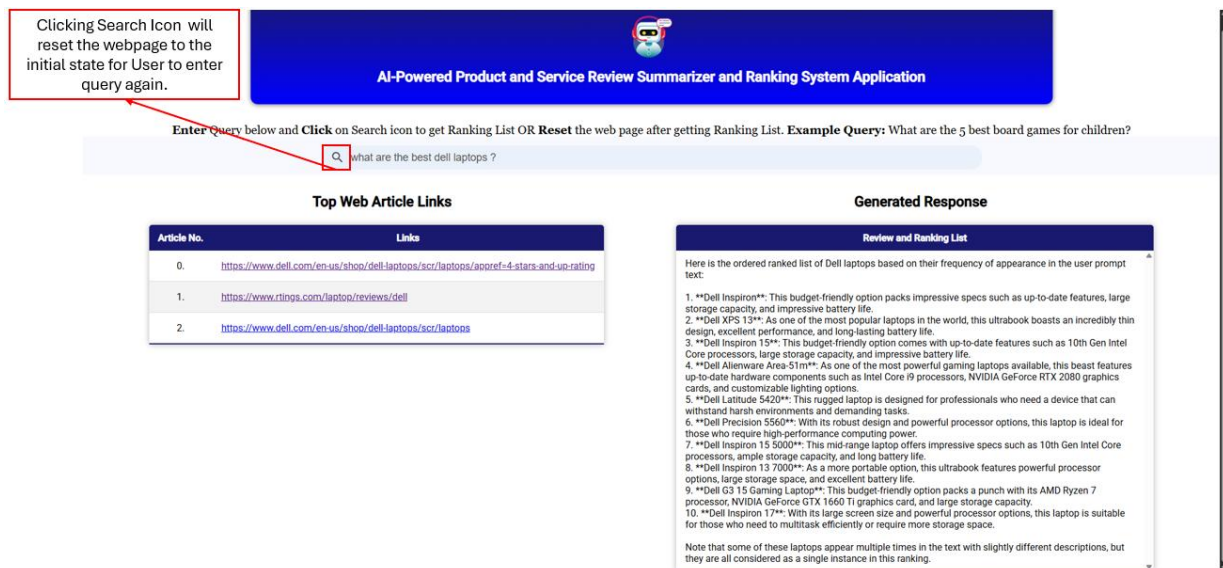 Clicking Search Icon will
reset the webpage to the
initial state for User to enter
query again.
AI-Powered Product and Service Review Summarizer and Ranking System Application
Enter Query below and Click on Search icon to get Ranking List OR Reset the web page after getting Ranking List. Example Query: What are the 5 best board games for children?
what are the best dell laptops ?
Top Web Article Links
Article No. Links
0. https://www.dell.com/en-us/shop/dell-laptops/scr/laptops/appref=4-stars-and-up-rating
1. https://www.rtings.com/laptop/reviews/dell
2. https://www.dell.com/en-us/shop/dell-laptops/scr/laptops
Generated Response
Review and Ranking List
Here is the ordered ranked list of Dell laptops based on their frequency of appearance in the user prompt
text:
1. **Dell Inspiron**: This budget-friendly option packs impressive specs such as up-to-date features, large
storage capacity, and impressive battery life.
2. **Dell XPS 13**: As one of the most popular laptops in the world, this ultrabook boasts an incredibly thin
design, excellent performance, and long-lasting battery life.
3. **Dell Inspiron 15**: This budget-friendly option comes with up-to-date features such as 10th Gen Intel
Core processors, large storage capacity, and impressive battery life.
4. **Dell Alienware Area-51m**: As one of the most powerful gaming laptops available, this beast features
up-to-date hardware components such as Intel Core i9 processors, NVIDIA GeForce RTX 2080 graphics
cards, and customizable lighting options.
5. **Dell Latitude 5420**: This rugged laptop is designed for professionals who need a device that can
withstand harsh environments and demanding tasks.
6. **Dell Precision 5560**: With its robust design and powerful processor options, this laptop is ideal for
those who require high-performance computing power.
7. **Dell Inspiron 15 5000**: This mid-range laptop offers impressive specs such as 10th Gen Intel Core
processors, ample storage capacity, and long battery life.
8. **Dell Inspiron 13 7000**: As a more portable option, this ultrabook features powerful processor
options, large storage space, and excellent battery life.
9. **Dell G3 15 Gaming Laptop**: This budget-friendly option packs a punch with its AMD Ryzen 7
processor, NVIDIA GeForce GTX 1660 Ti graphics card, and large storage capacity.
10. **Dell Inspiron 17**: With its large screen size and powerful processor options, this laptop is suitable
for those who need to multitask efficiently or require more storage space.
Note that some of these laptops appear multiple times in the text with slightly different descriptions, but
they are all considered as a single instance in this ranking.